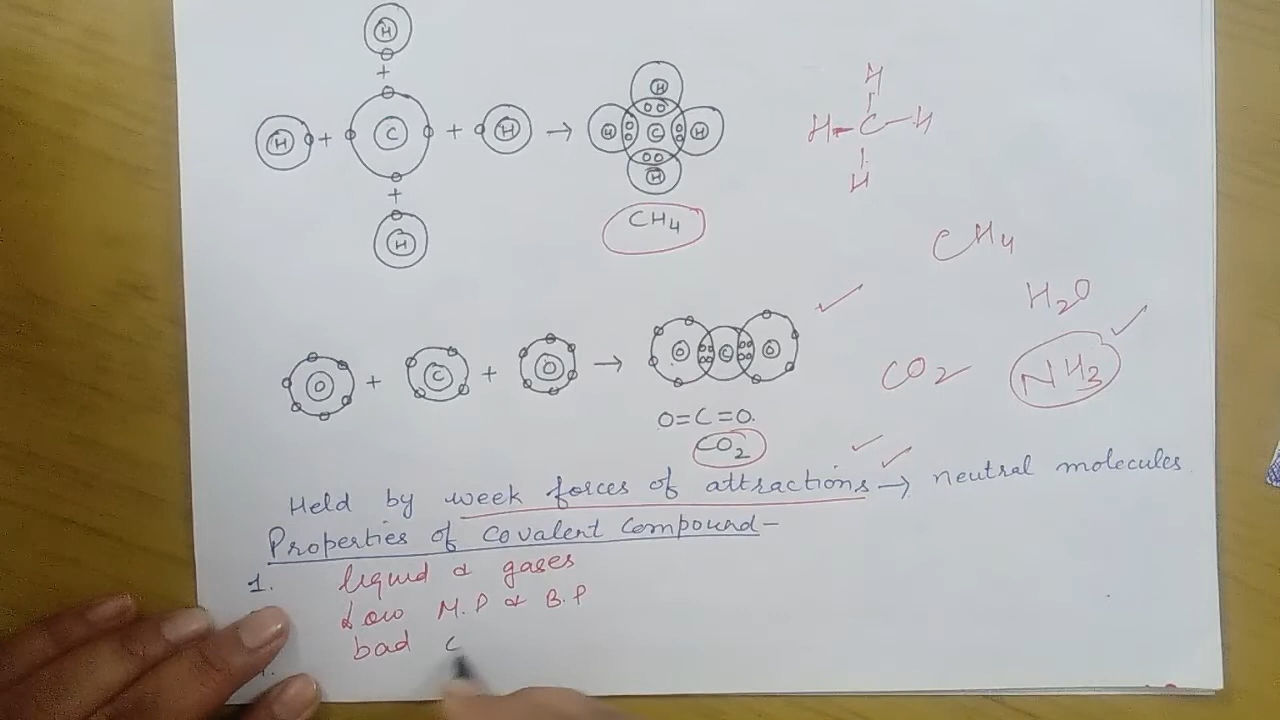 H
+
H + C + H → H H C H H H
+
H
CH4
H
H-C-H
H
CH4
H2O
O + C + O → O C O
O=C=O.
CO2
CO2 NH3
Held by week forces of attractions → neutral molecules
Properties of Covalent Compound-
1. liquid & gases
Low M.P & B.P
bad C